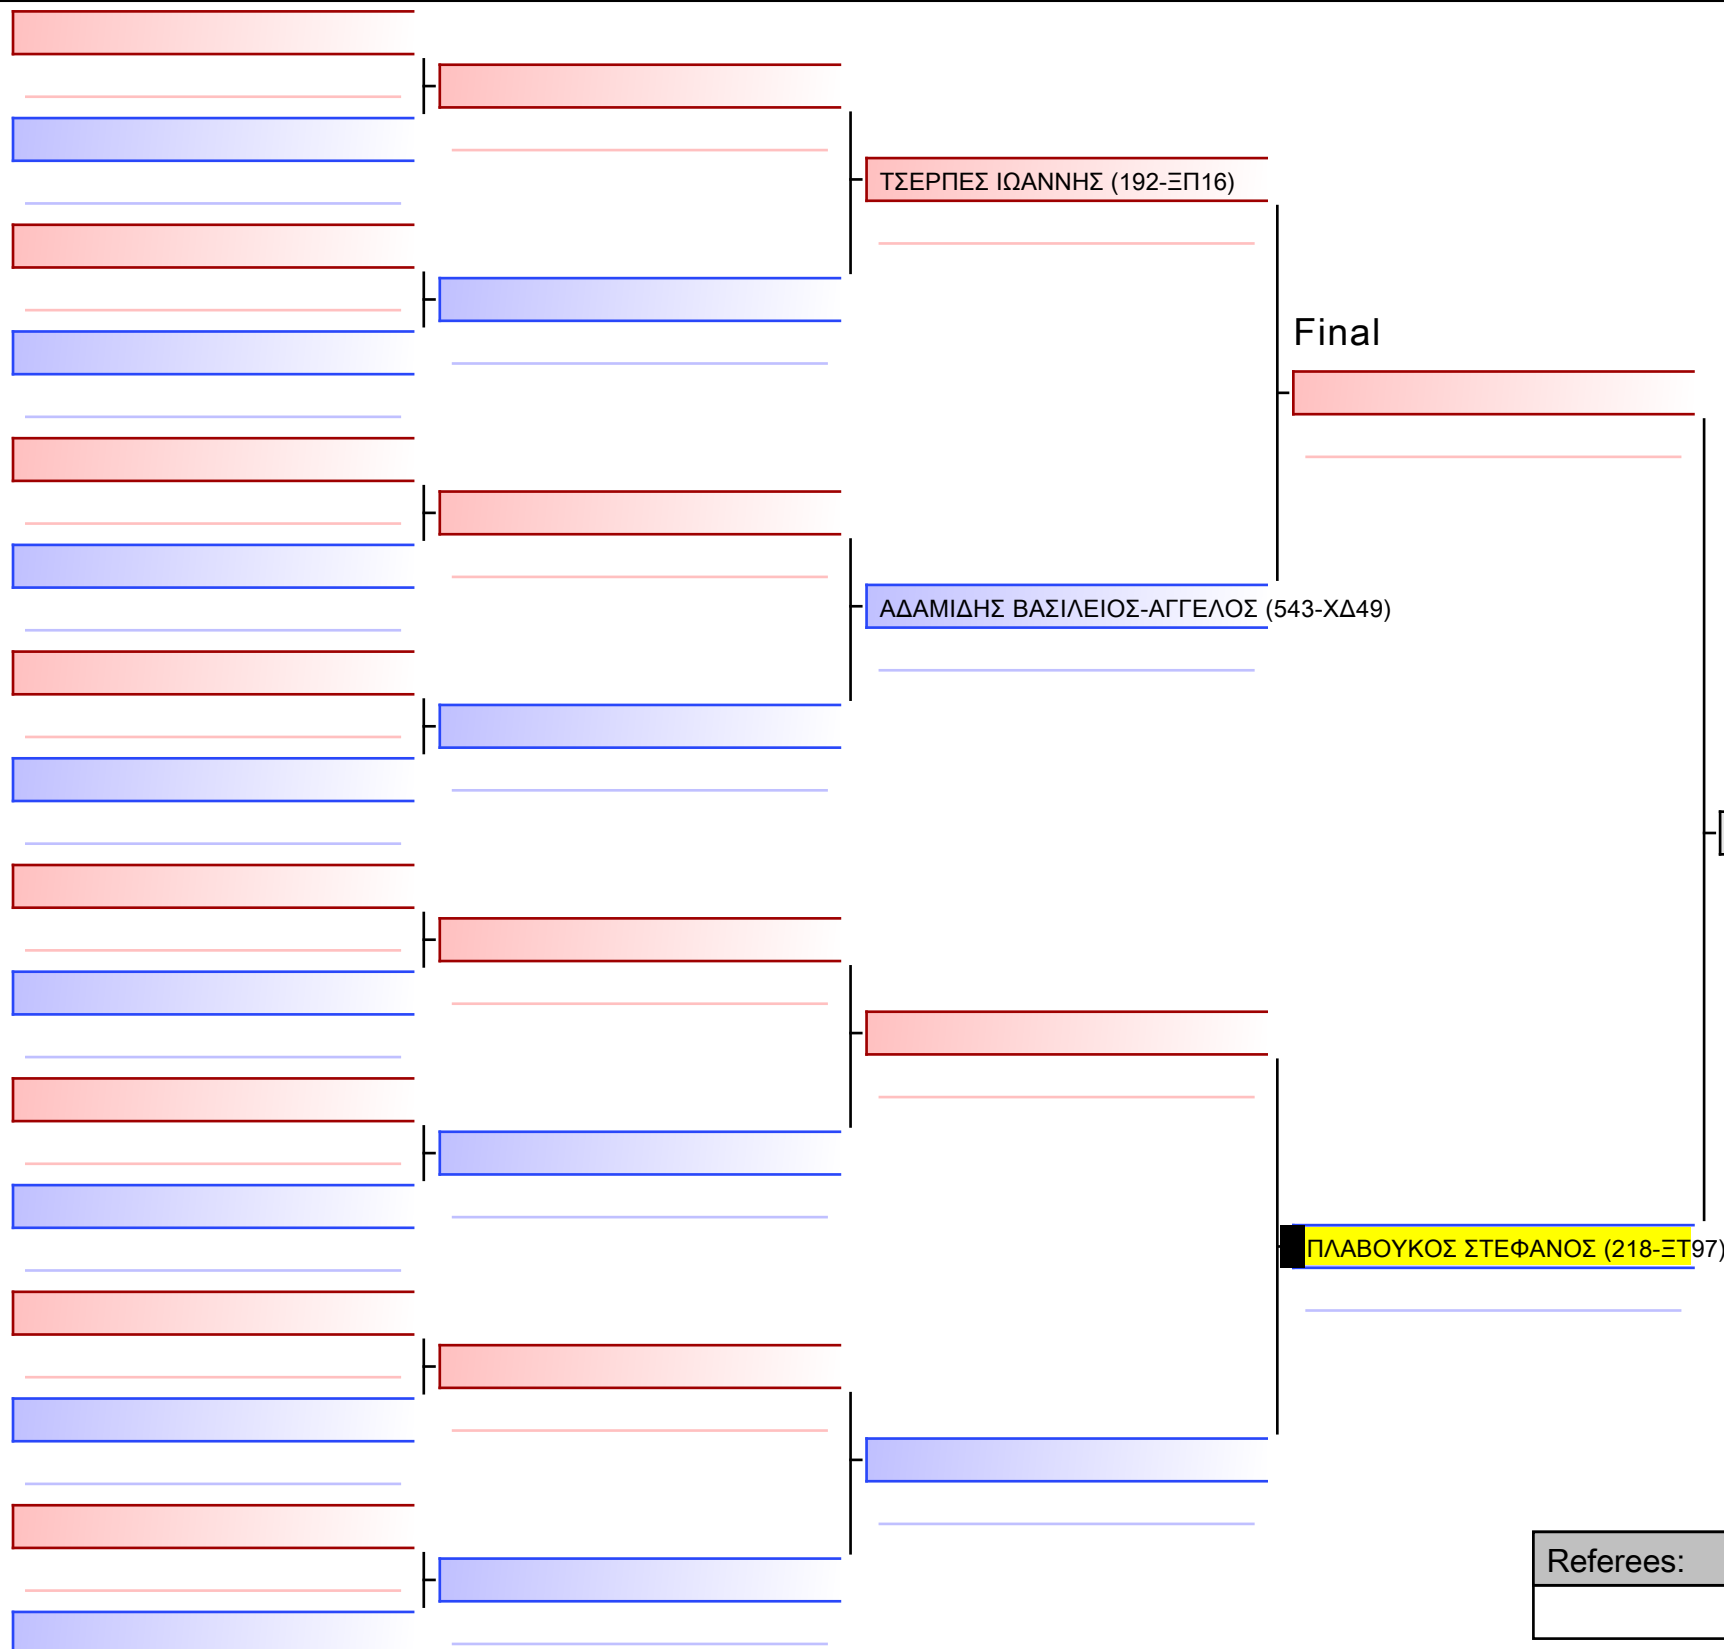 ΤΣΕΡΠΕΣ ΙΩΑΝΝΗΣ (192-ΞΠ16)
Final
ΑΔΑΜΙΔΗΣ ΒΑΣΙΛΕΙΟΣ-ΑΓΓΕΛΟΣ (543-ΧΔ49)
ΠΛΑΒΟΥΚΟΣ ΣΤΕΦΑΝΟΣ (218-ΞΤ97)
Referees: